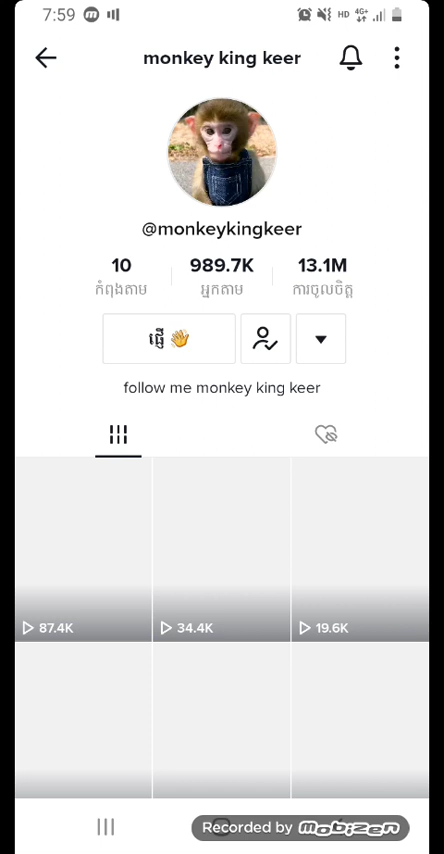 7:59 HD 4G+
monkey king keer
@monkeykingkeer
10 989.7K 13.1M
កំពុងតាម អ្នកតាម ការចូលចិត្ត
ផ្ញើ 👋
follow me monkey king keer
87.4K 34.4K 19.6K
Recorded by MOBIZEN